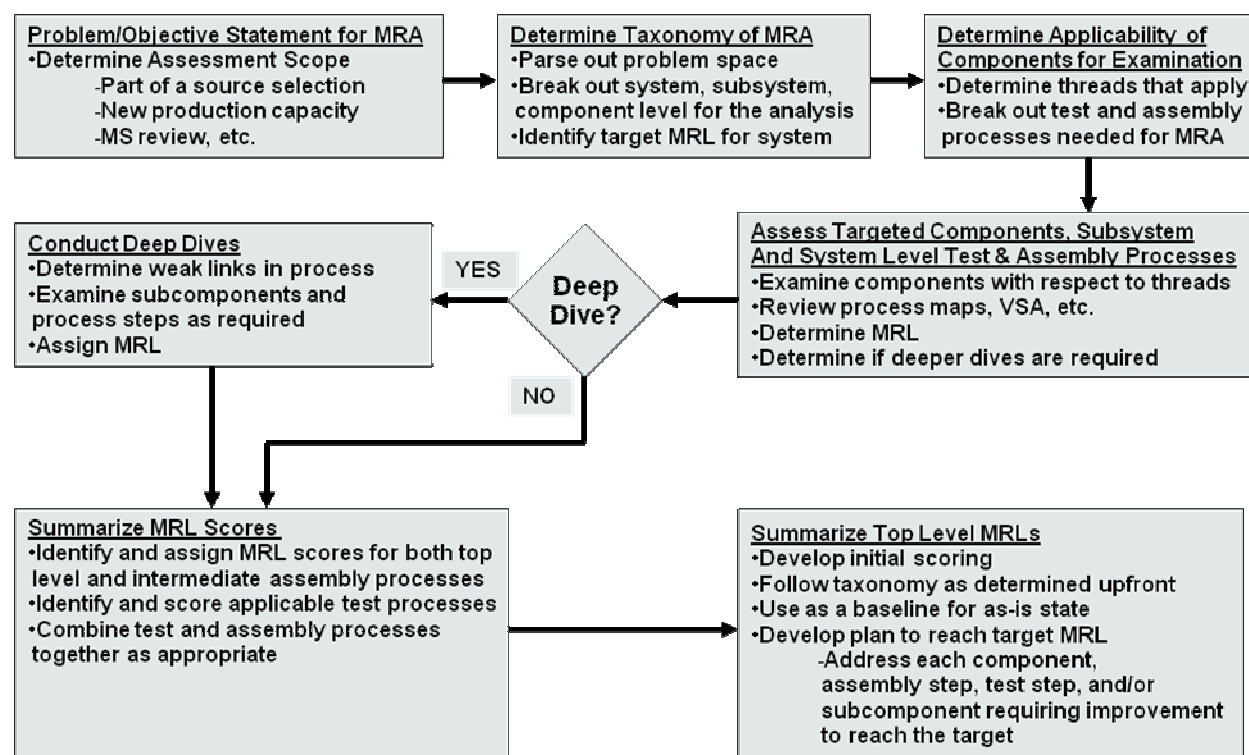 Problem/Objective Statement for MRA
•Determine Assessment Scope
-Part of a source selection
-New production capacity
-MS review, etc.
Determine Taxonomy of MRA
•Parse out problem space
•Break out system, subsystem,
component level for the analysis
•Identify target MRL for system
Determine Applicability of
Components for Examination
•Determine threads that apply
•Break out test and assembly
processes needed for MRA
Assess Targeted Components, Subsystem
And System Level Test & Assembly Processes
•Examine components with respect to threads
•Review process maps, VSA, etc.
•Determine MRL
•Determine if deeper dives are required
Deep
Dive?
YES
NO
Conduct Deep Dives
•Determine weak links in process
•Examine subcomponents and
process steps as required
•Assign MRL
Summarize MRL Scores
•Identify and assign MRL scores for both top
level and intermediate assembly processes
•Identify and score applicable test processes
•Combine test and assembly processes
together as appropriate
Summarize Top Level MRLs
•Develop initial scoring
•Follow taxonomy as determined upfront
•Use as a baseline for as-is state
•Develop plan to reach target MRL
-Address each component,
assembly step, test step, and/or
subcomponent requiring improvement
to reach the target